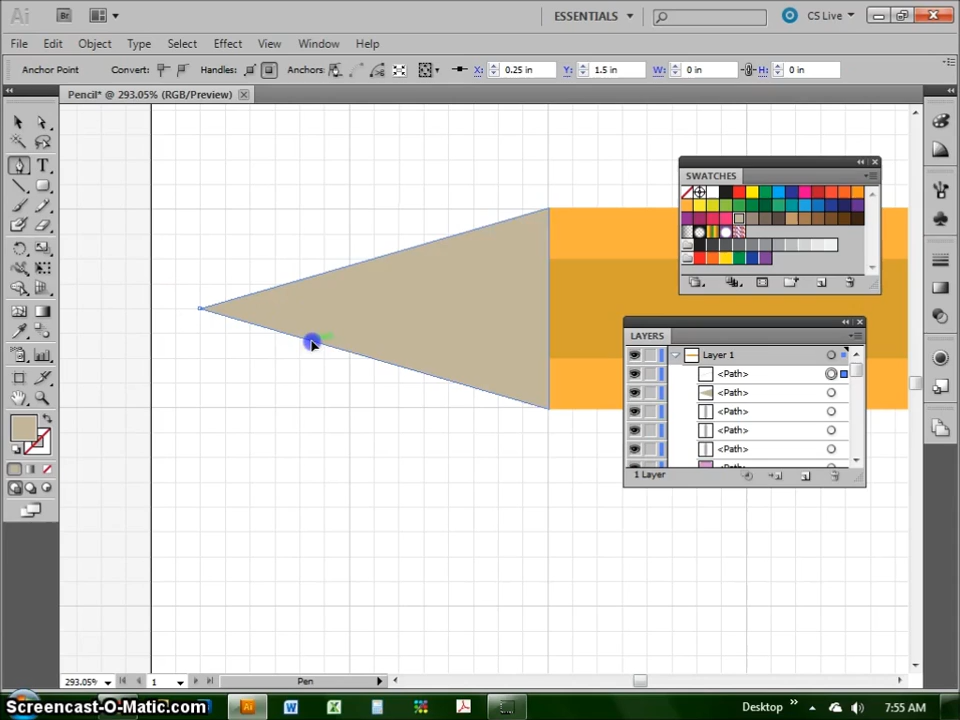 Ai Br ESSENTIALS CS Live
File Edit Object Type Select Effect View Window Help
Anchor Point Convert: Handles: Anchors: X: 0.25 in Y: 1.5 in W: 0 in H: 0 in
Pencil* @ 293.05% (RGB/Preview)
SWATCHES
LAYERS
Layer 1
<Path>
<Path>
<Path>
<Path>
<Path>
1 Layer
293.05% 1 Pen
Screencast-O-Matic.com Desktop 7:55 AM